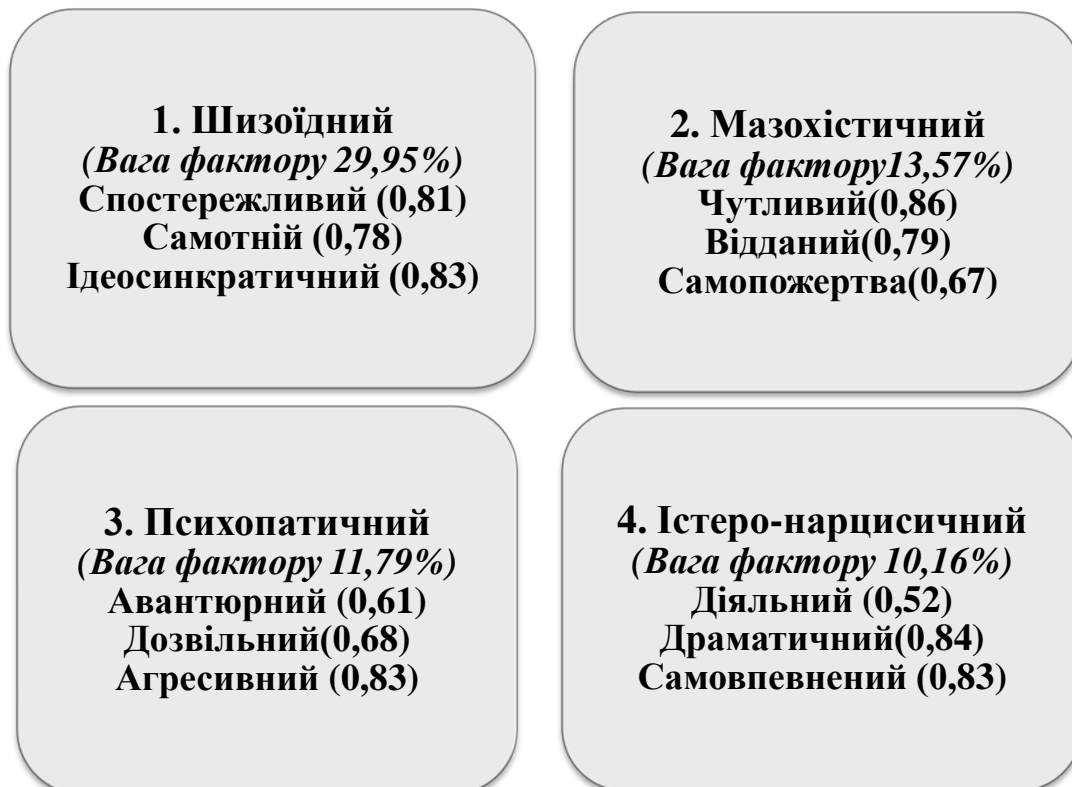 1. Шизоїдний
(Вага фактору 29,95%)
Спостережливий (0,81)
Самотній (0,78)
Ідеосинкратичний (0,83)
2. Мазохістичний
(Вага фактору13,57%)
Чутливий(0,86)
Відданий(0,79)
Самопожертва(0,67)
3. Психопатичний
(Вага фактору 11,79%)
Авантюрний (0,61)
Дозвільний(0,68)
Агресивний (0,83)
4. Істеро-нарцисичний
(Вага фактору 10,16%)
Діяльний (0,52)
Драматичний(0,84)
Самовпевнений (0,83)